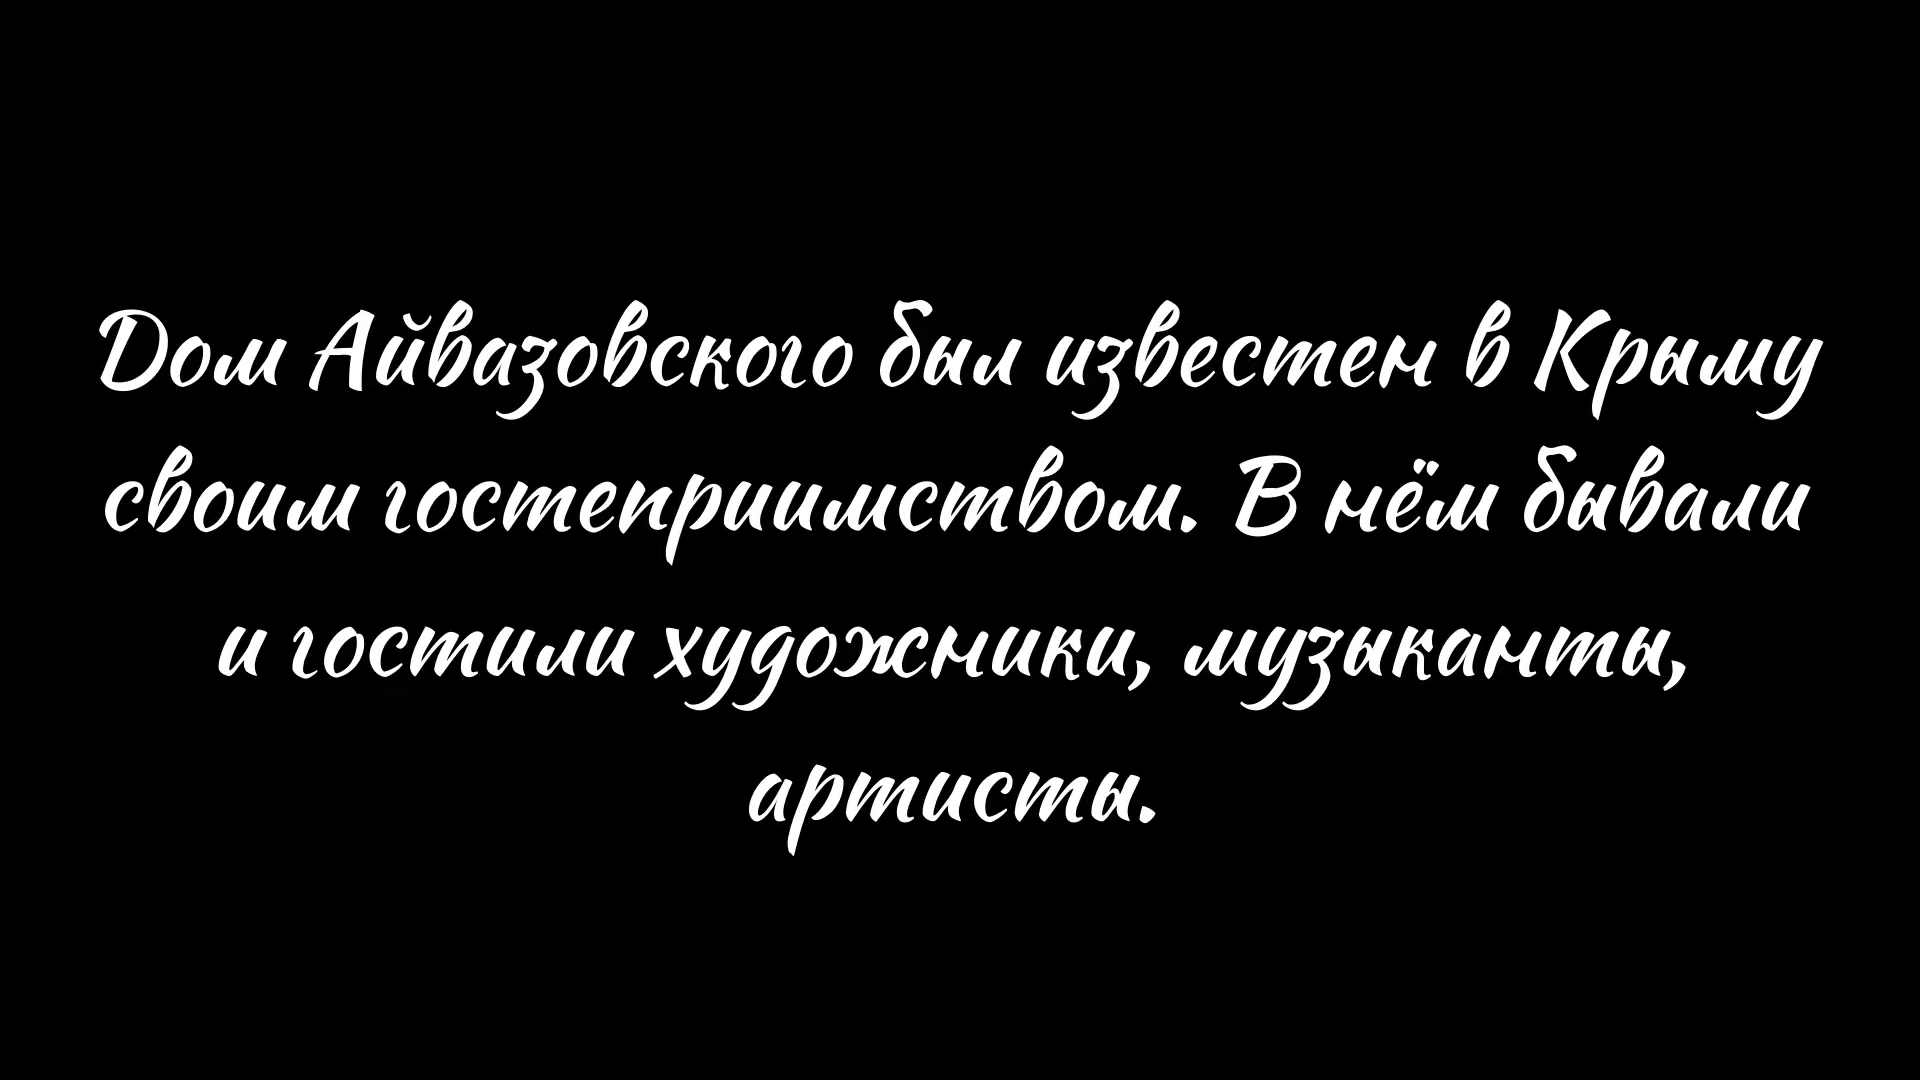 Дом Айвазовского был известен в Крыму
своим гостеприимством. В нём бывали
и гостили художники, музыканты,
артисты.